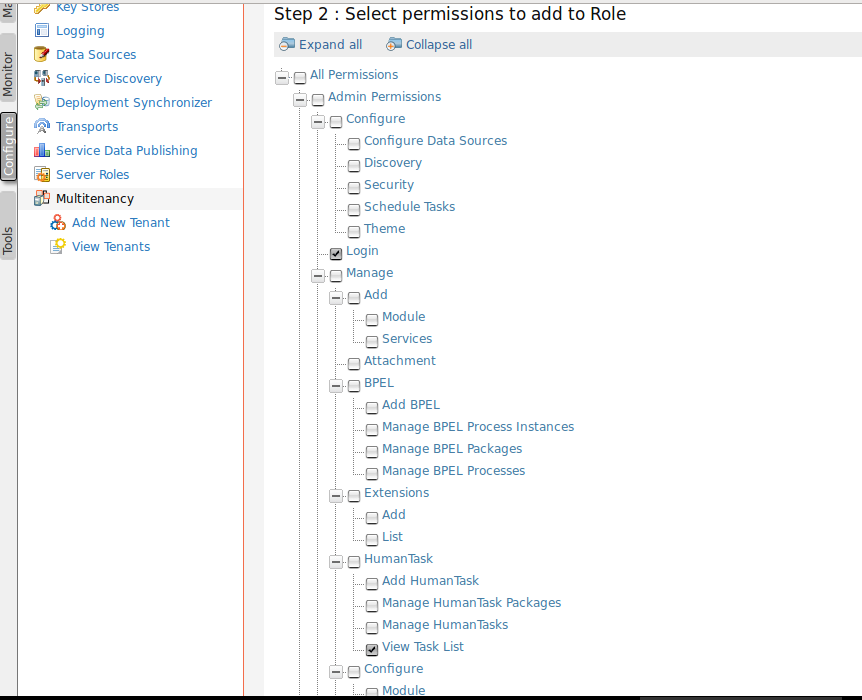 Ma
Monitor
Configure
Tools
Key Stores
Logging
Data Sources
Service Discovery
Deployment Synchronizer
Transports
Service Data Publishing
Server Roles
Multitenancy
Add New Tenant
View Tenants
Step 2 : Select permissions to add to Role
Expand all Collapse all
All Permissions
Admin Permissions
Configure
Configure Data Sources
Discovery
Security
Schedule Tasks
Theme
Login
Manage
Add
Module
Services
Attachment
BPEL
Add BPEL
Manage BPEL Process Instances
Manage BPEL Packages
Manage BPEL Processes
Extensions
Add
List
HumanTask
Add HumanTask
Manage HumanTask Packages
Manage HumanTasks
View Task List
Configure
Module